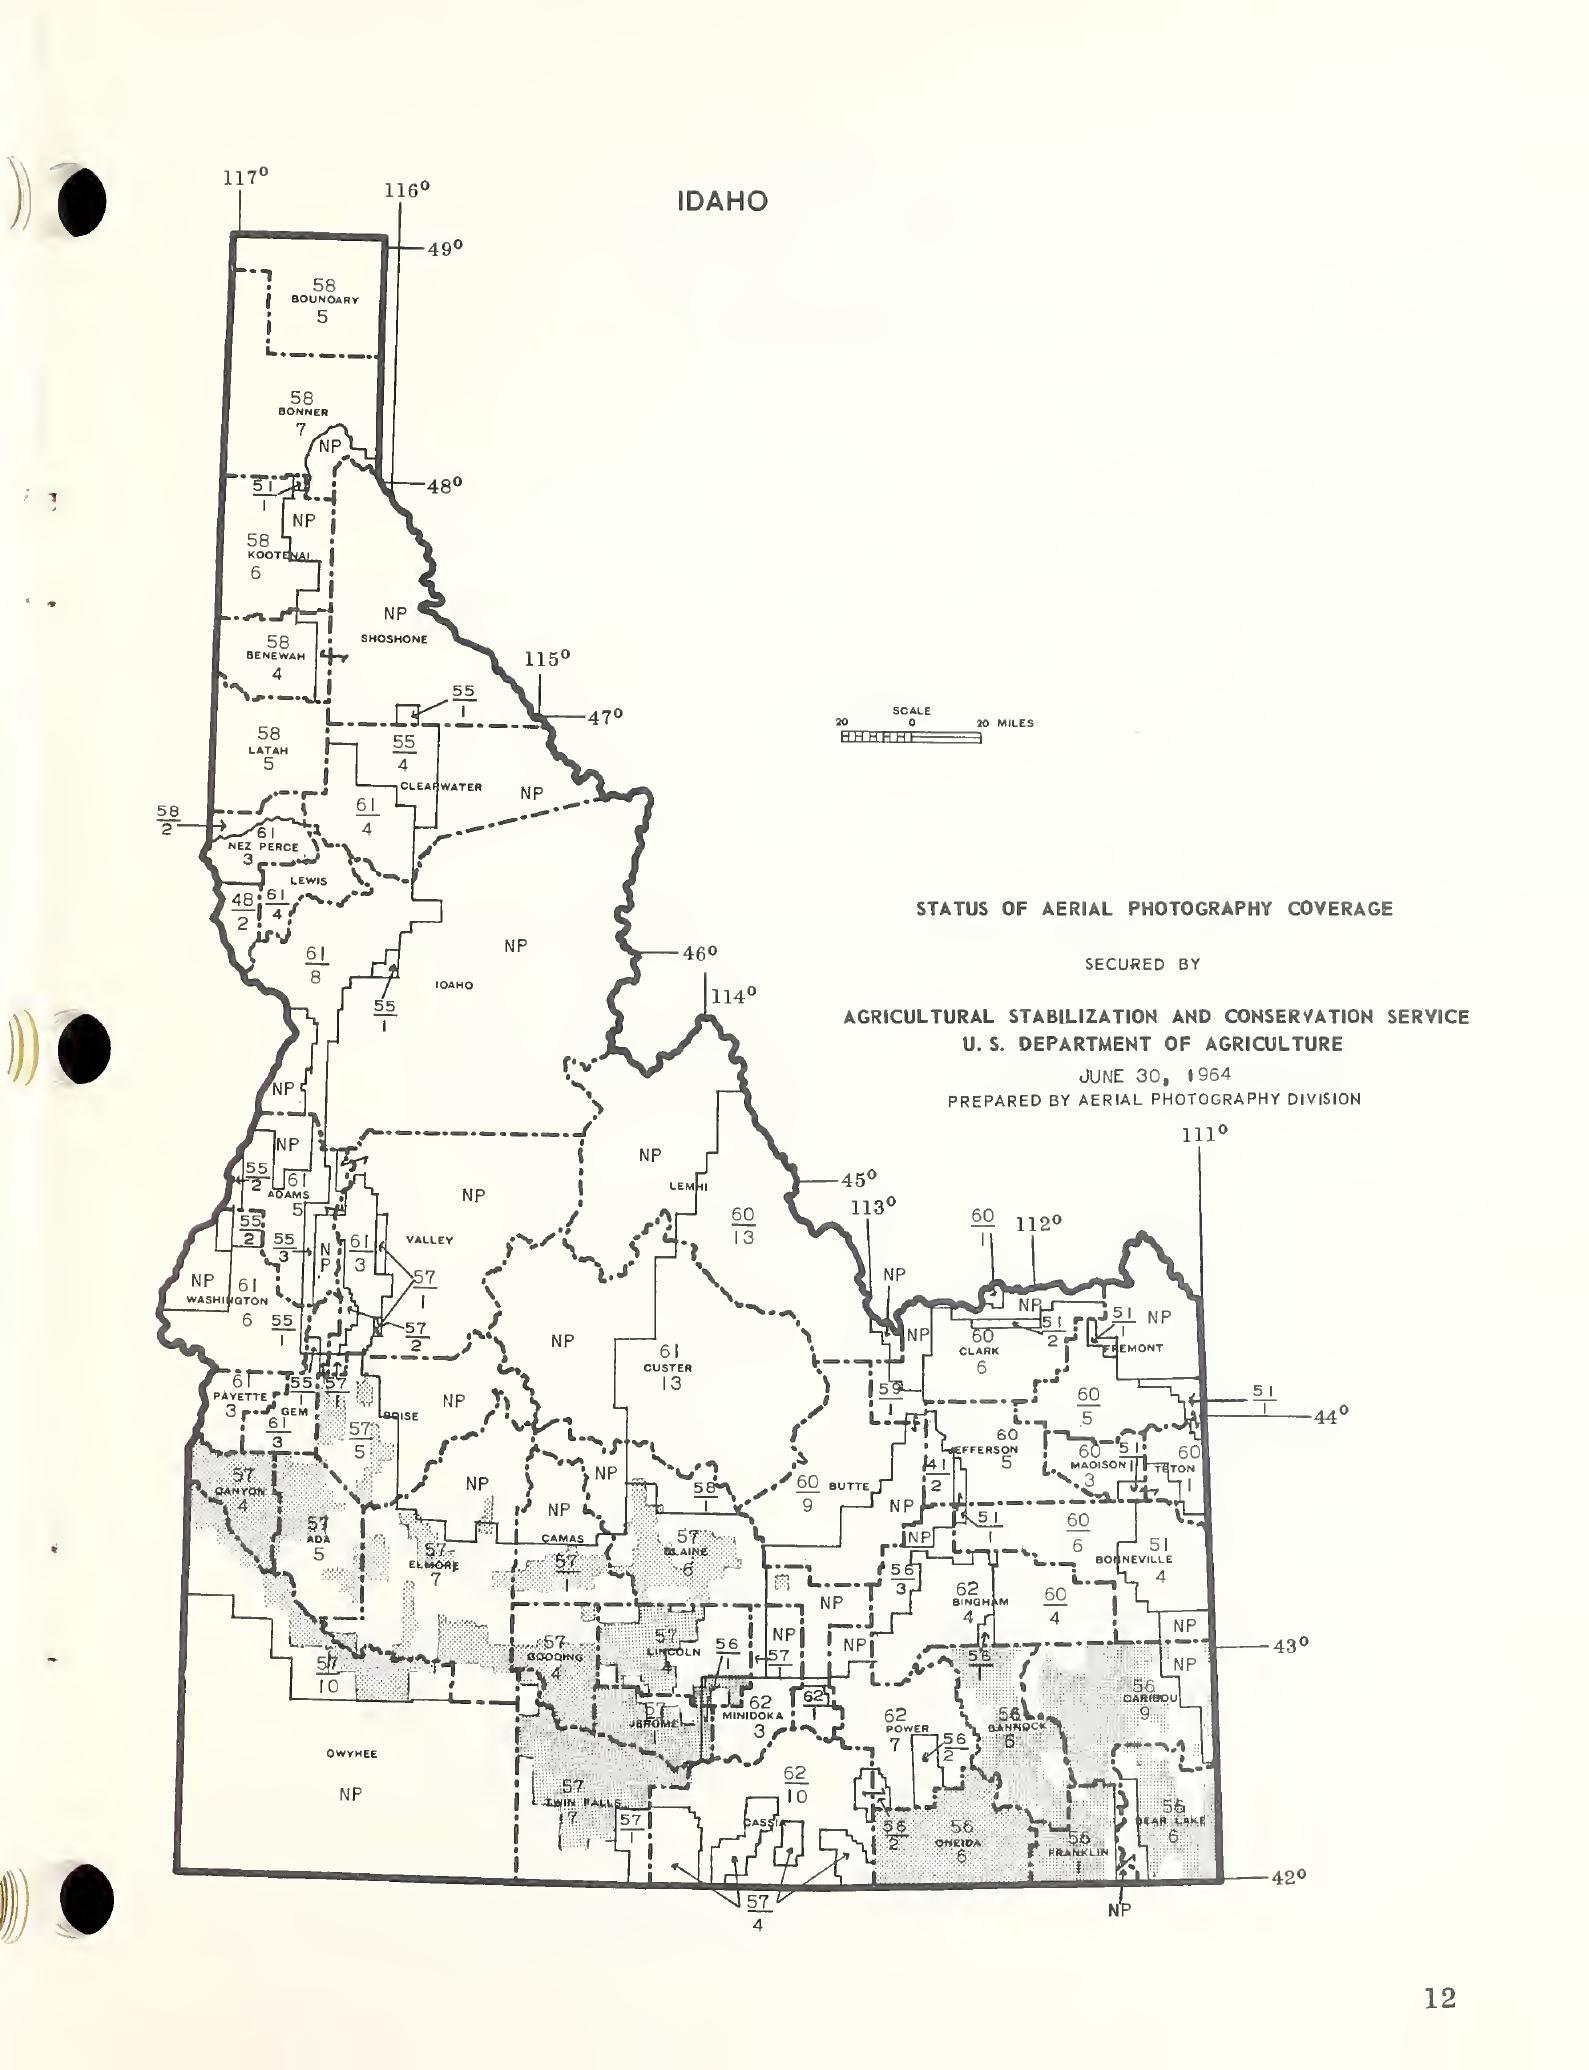 IDAHO
117°
116°
49°
58
BOUNDARY
5
58
BONNER
7
NP
51
1
48°
NP
58
KOOTENAI
6
NP
SHOSHONE
58
BENEWAH
4
115°
55
1
47°
SCALE
20 0 20 MILES
58
LATAH
5
55
4
CLEARWATER
NP
61
4
58
2
61
NEZ PERCE
3
LEWIS
48
2
61
4
STATUS OF AERIAL PHOTOGRAPHY COVERAGE
SECURED BY
AGRICULTURAL STABILIZATION AND CONSERVATION SERVICE
U. S. DEPARTMENT OF AGRICULTURE
JUNE 30, 1964
PREPARED BY AERIAL PHOTOGRAPHY DIVISION
NP
61
8
46°
IDAHO
55
1
114°
NP
111°
NP
NP
LEMHI
55
2
61
ADAMS
5
NP
45°
113°
60
13
60
1
112°
55
2
55
3
N
P
61
3
VALLEY
NP
WASHINGTON
61
6
57
1
NP
NP
51
1
NP
55
1
57
2
NP
61
CUSTER
13
NP
51
2
60
CLARK
6
FREMONT
61
PAYETTE
3
55
1
57
1
GEM
61
3
BOISE
NP
59
1
60
5
51
1
44°
57
5
60
JEFFERSON
5
60
MADISON
3
51
1
60
TETON
1
57
CANYON
4
NP
NP
58
1
60
9
BUTTE
41
2
NP
NP
CAMAS
57
ADA
5
57
ELMORE
7
57
1
57
BLAINE
6
NP
51
1
60
6
51
BONNEVILLE
4
56
3
62
BINGHAM
4
60
4
NP
NP
43°
57
GOODING
4
57
LINCOLN
4
56
1
NP
57
1
NP
56
1
NP
57
10
57
JEROME
1
62
MINIDOKA
3
62
1
62
POWER
7
56
2
56
BANNOCK
6
56
CARIBOU
9
OWYHEE
NP
57
TWIN FALLS
7
57
1
62
10
CASSIA
56
2
56
ONEIDA
6
56
FRANKLIN
1
56
BEAR LAKE
6
42°
57
4
NP
12